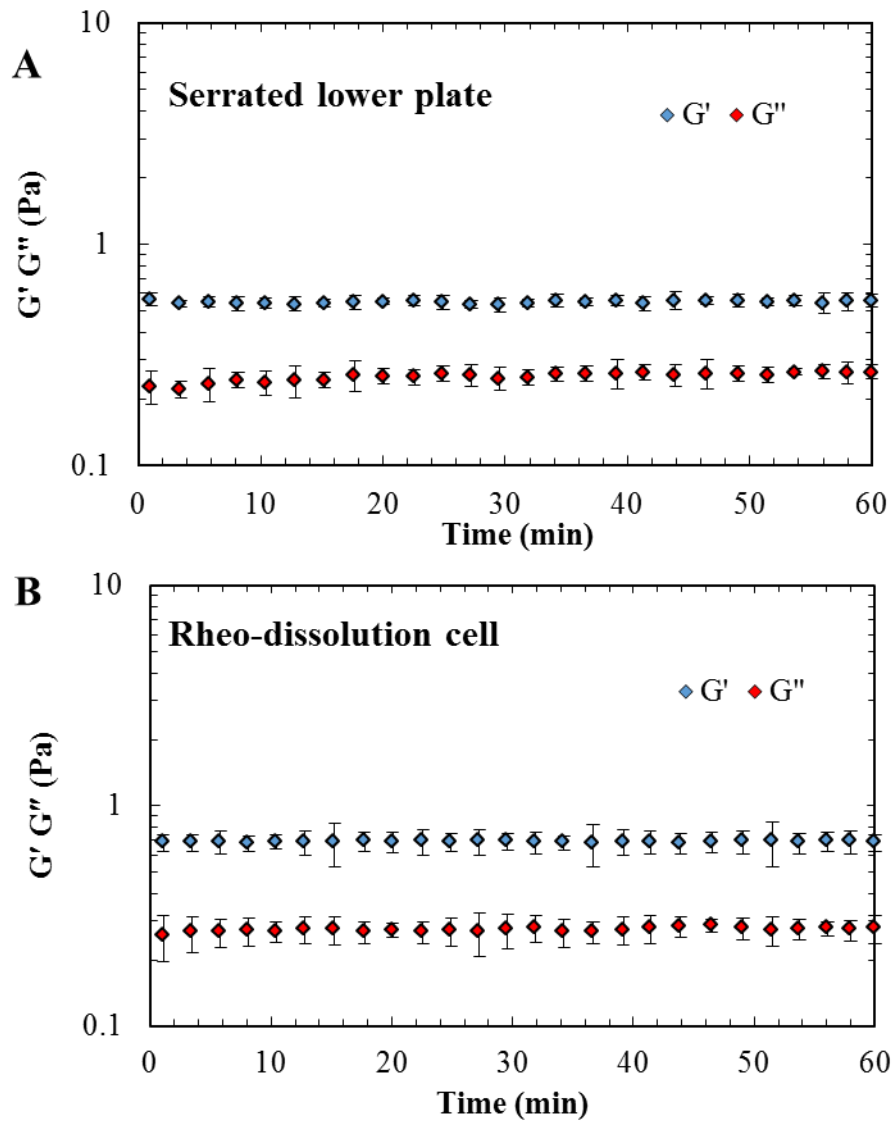 A
Serrated lower plate
G' G"
G' G" (Pa)
10
1
0.1
0 10 20 30 40 50 60
Time (min)
B
Rheo-dissolution cell
G' G"
G' G" (Pa)
10
1
0.1
0 10 20 30 40 50 60
Time (min)